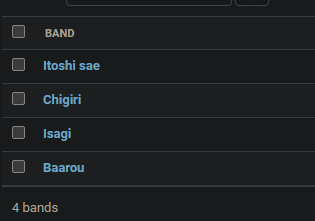 BAND
Itoshi sae
Chigiri
Isagi
Baarou
4 bands